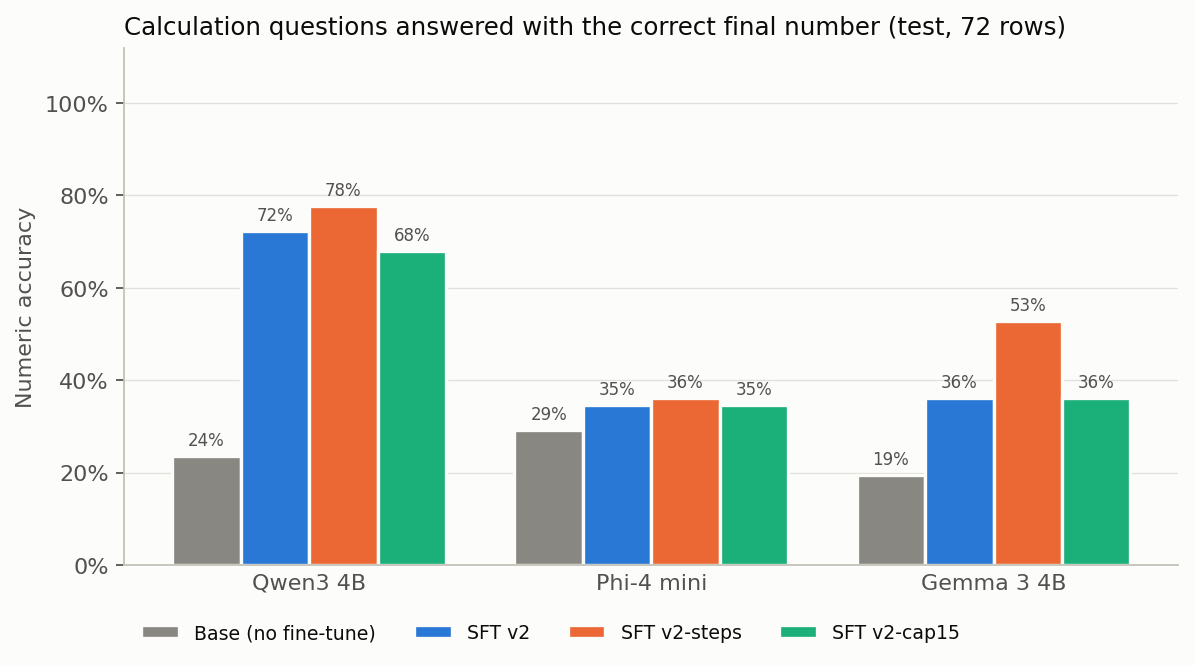 Calculation questions answered with the correct final number (test, 72 rows)
Numeric accuracy
100%
80%
60%
40%
20%
0%
24%
72%
78%
68%
29%
35%
36%
35%
19%
36%
53%
36%
Qwen3 4B
Phi-4 mini
Gemma 3 4B
Base (no fine-tune)
SFT v2
SFT v2-steps
SFT v2-cap15